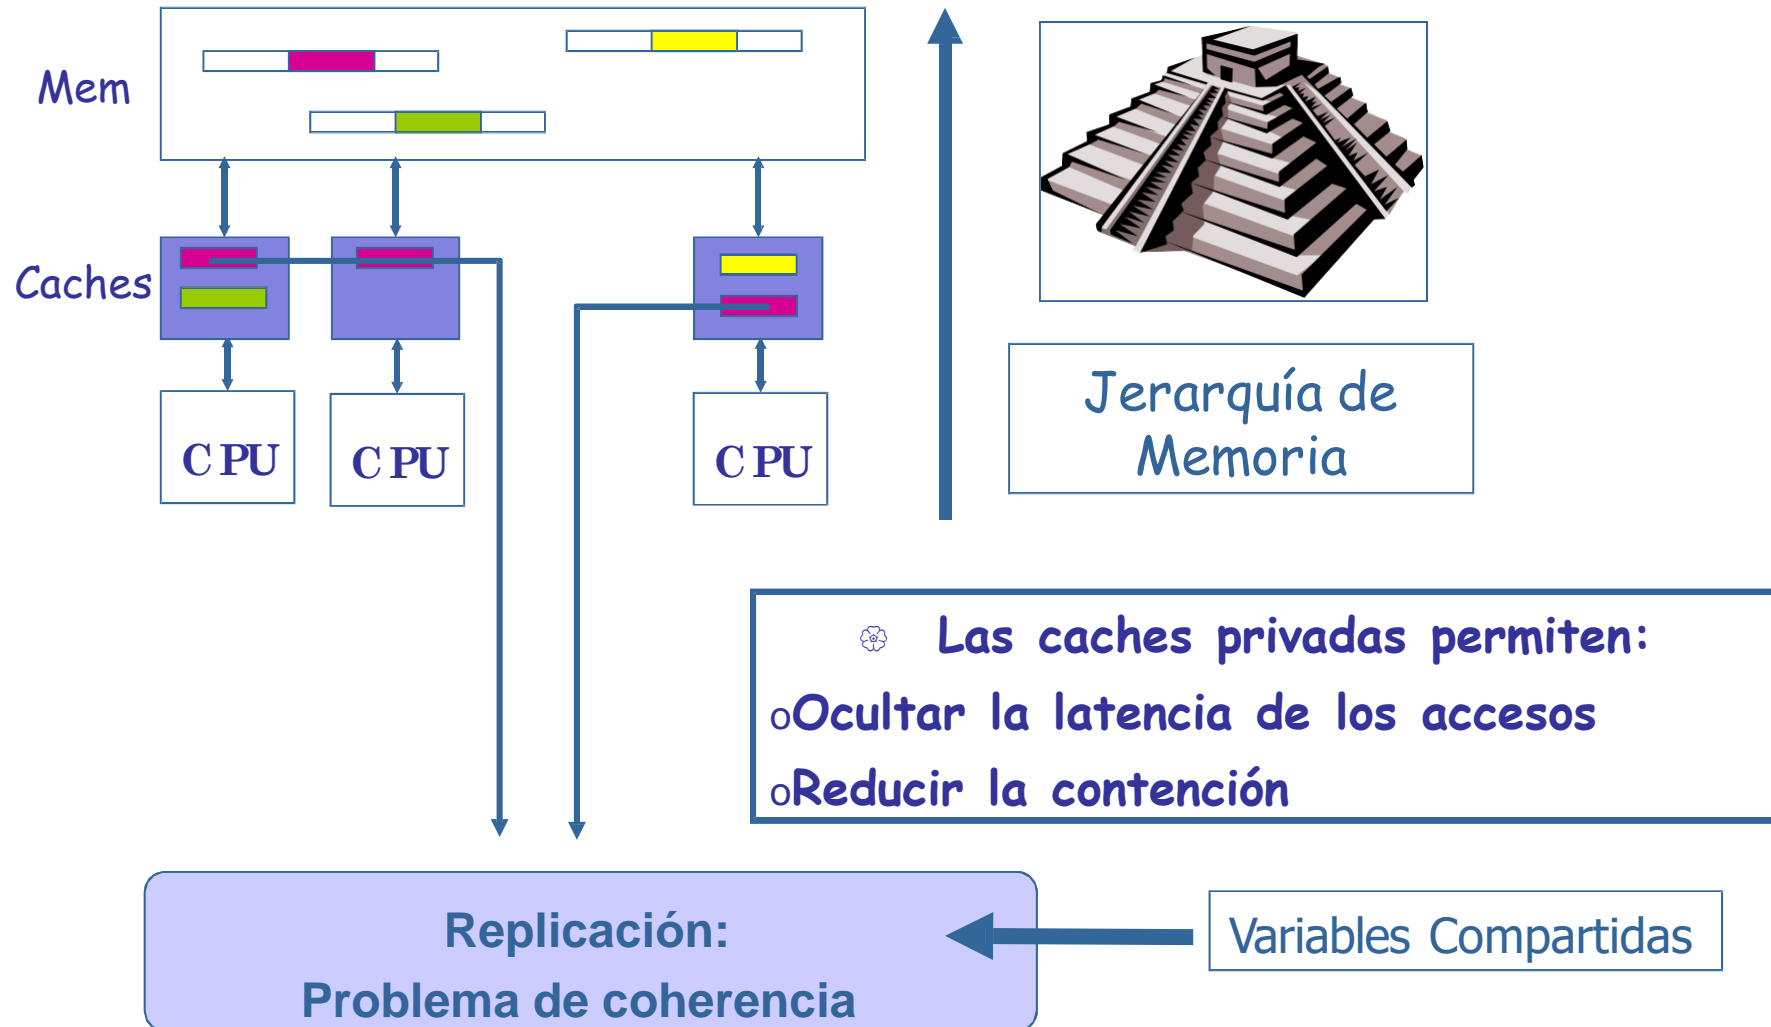 Mem
Caches
CPU
CPU
CPU
Jerarquía de
Memoria
Las caches privadas permiten:
oOcultar la latencia de los accesos
oReducir la contención
Replicación:
Problema de coherencia
Variables Compartidas